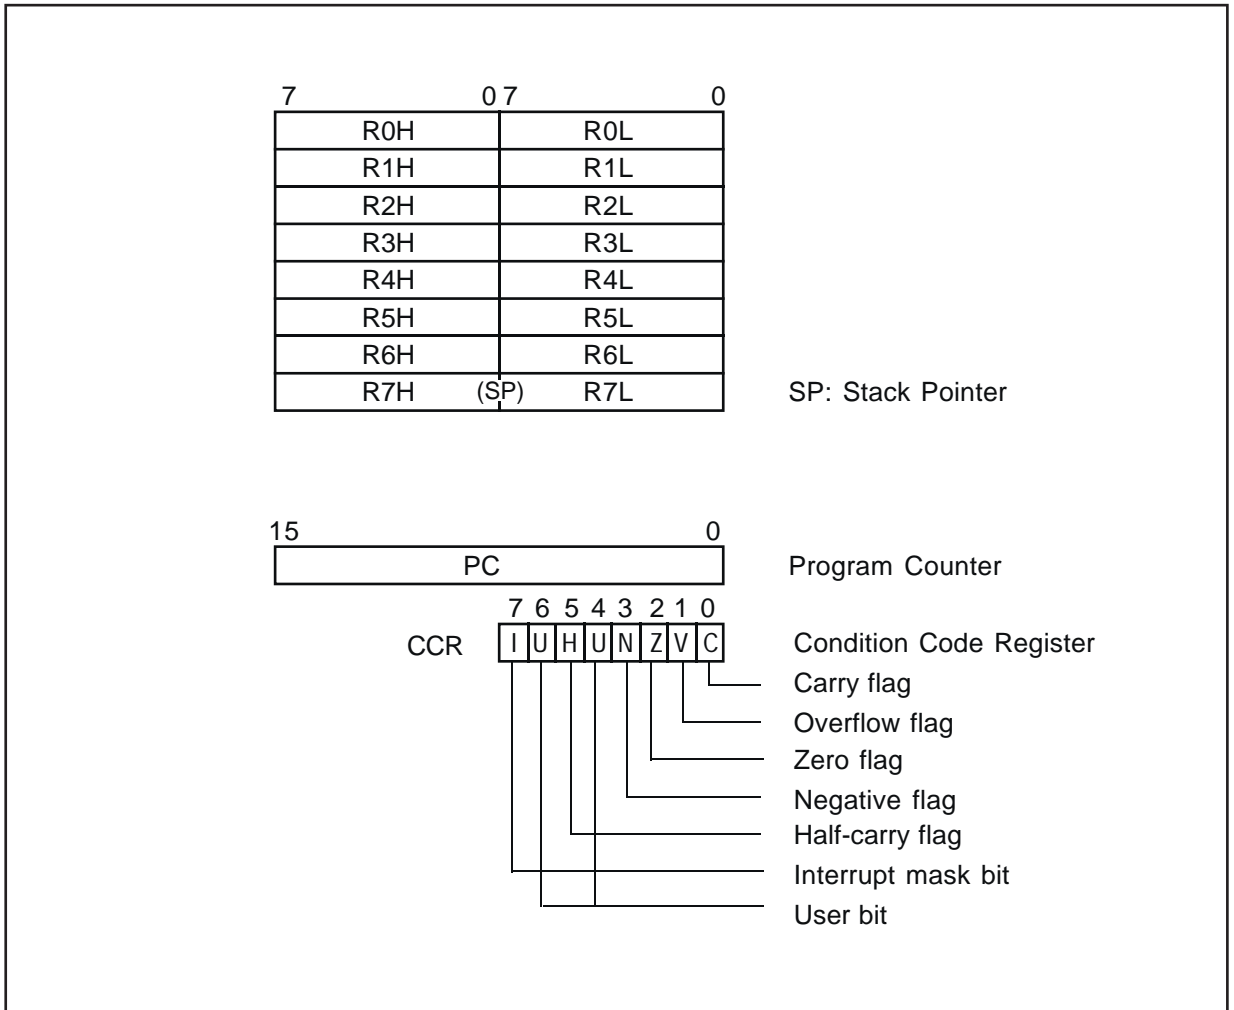 7 0 7 0
R0H R0L
R1H R1L
R2H R2L
R3H R3L
R4H R4L
R5H R5L
R6H R6L
R7H (SP) R7L SP: Stack Pointer
15 0
PC Program Counter
7 6 5 4 3 2 1 0
CCR I U H U N Z V C Condition Code Register
Carry flag
Overflow flag
Zero flag
Negative flag
Half-carry flag
Interrupt mask bit
User bit